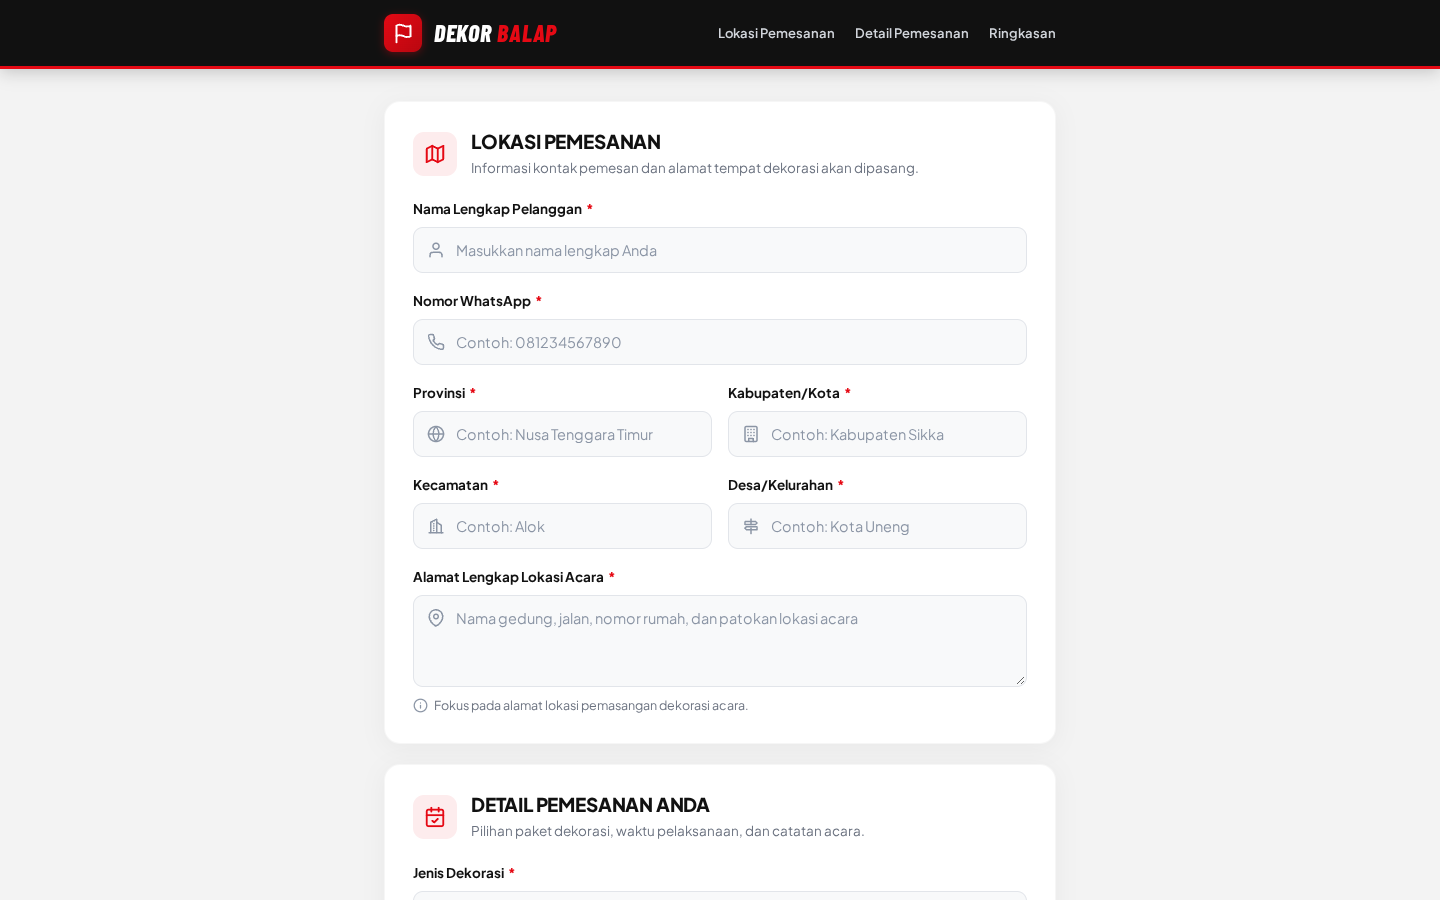 DEKOR BALAP
Lokasi Pemesanan
Detail Pemesanan
Ringkasan
LOKASI PEMESANAN
Informasi kontak pemesan dan alamat tempat dekorasi akan dipasang.
Nama Lengkap Pelanggan *
Masukkan nama lengkap Anda
Nomor WhatsApp *
Contoh: 081234567890
Provinsi *
Contoh: Nusa Tenggara Timur
Kabupaten/Kota *
Contoh: Kabupaten Sikka
Kecamatan *
Contoh: Alok
Desa/Kelurahan *
Contoh: Kota Uneng
Alamat Lengkap Lokasi Acara *
Nama gedung, jalan, nomor rumah, dan patokan lokasi acara
Fokus pada alamat lokasi pemasangan dekorasi acara.
DETAIL PEMESANAN ANDA
Pilihan paket dekorasi, waktu pelaksanaan, dan catatan acara.
Jenis Dekorasi *